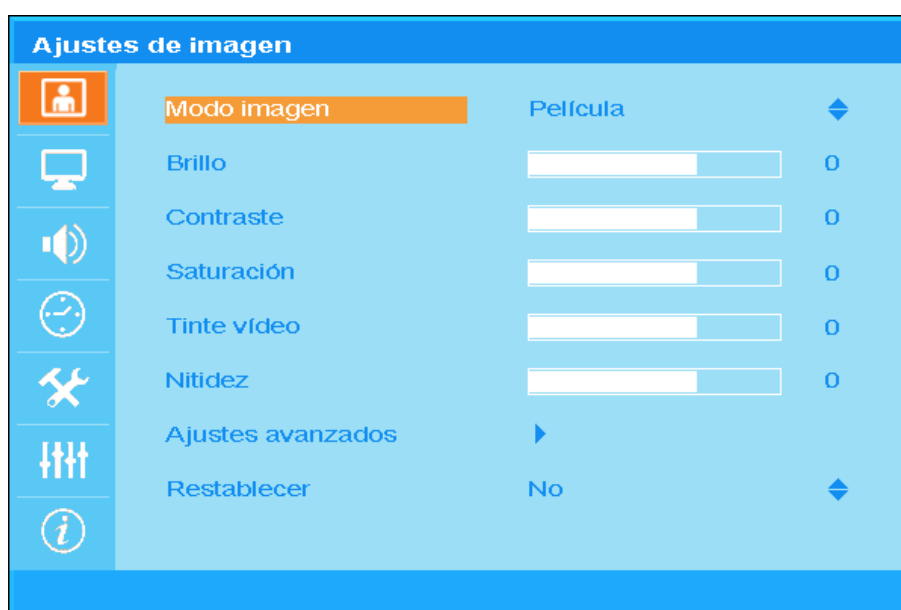 Ajustes de imagen
Modo imagen Película
Brillo 0
Contraste 0
Saturación 0
Tinte vídeo 0
Nitidez 0
Ajustes avanzados
Restablecer No
i